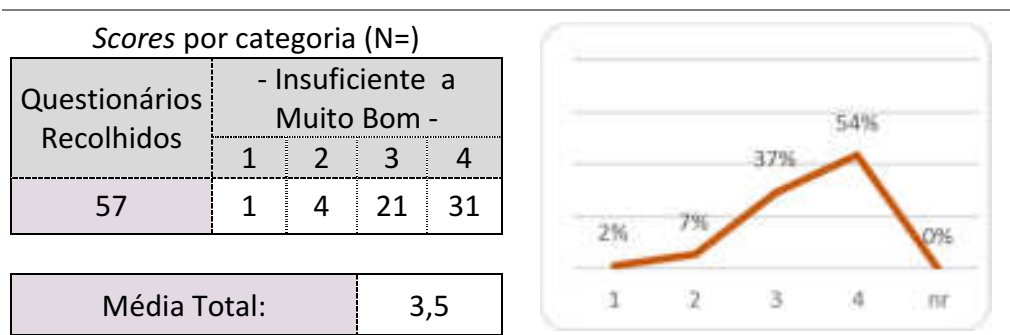 Scores por categoria (N=)
Questionários Recolhidos
- Insuficiente a
Muito Bom -
1 2 3 4
57 1 4 21 31
Média Total: 3,5
54%
37%
7%
2%
0%
1 2 3 4 nr